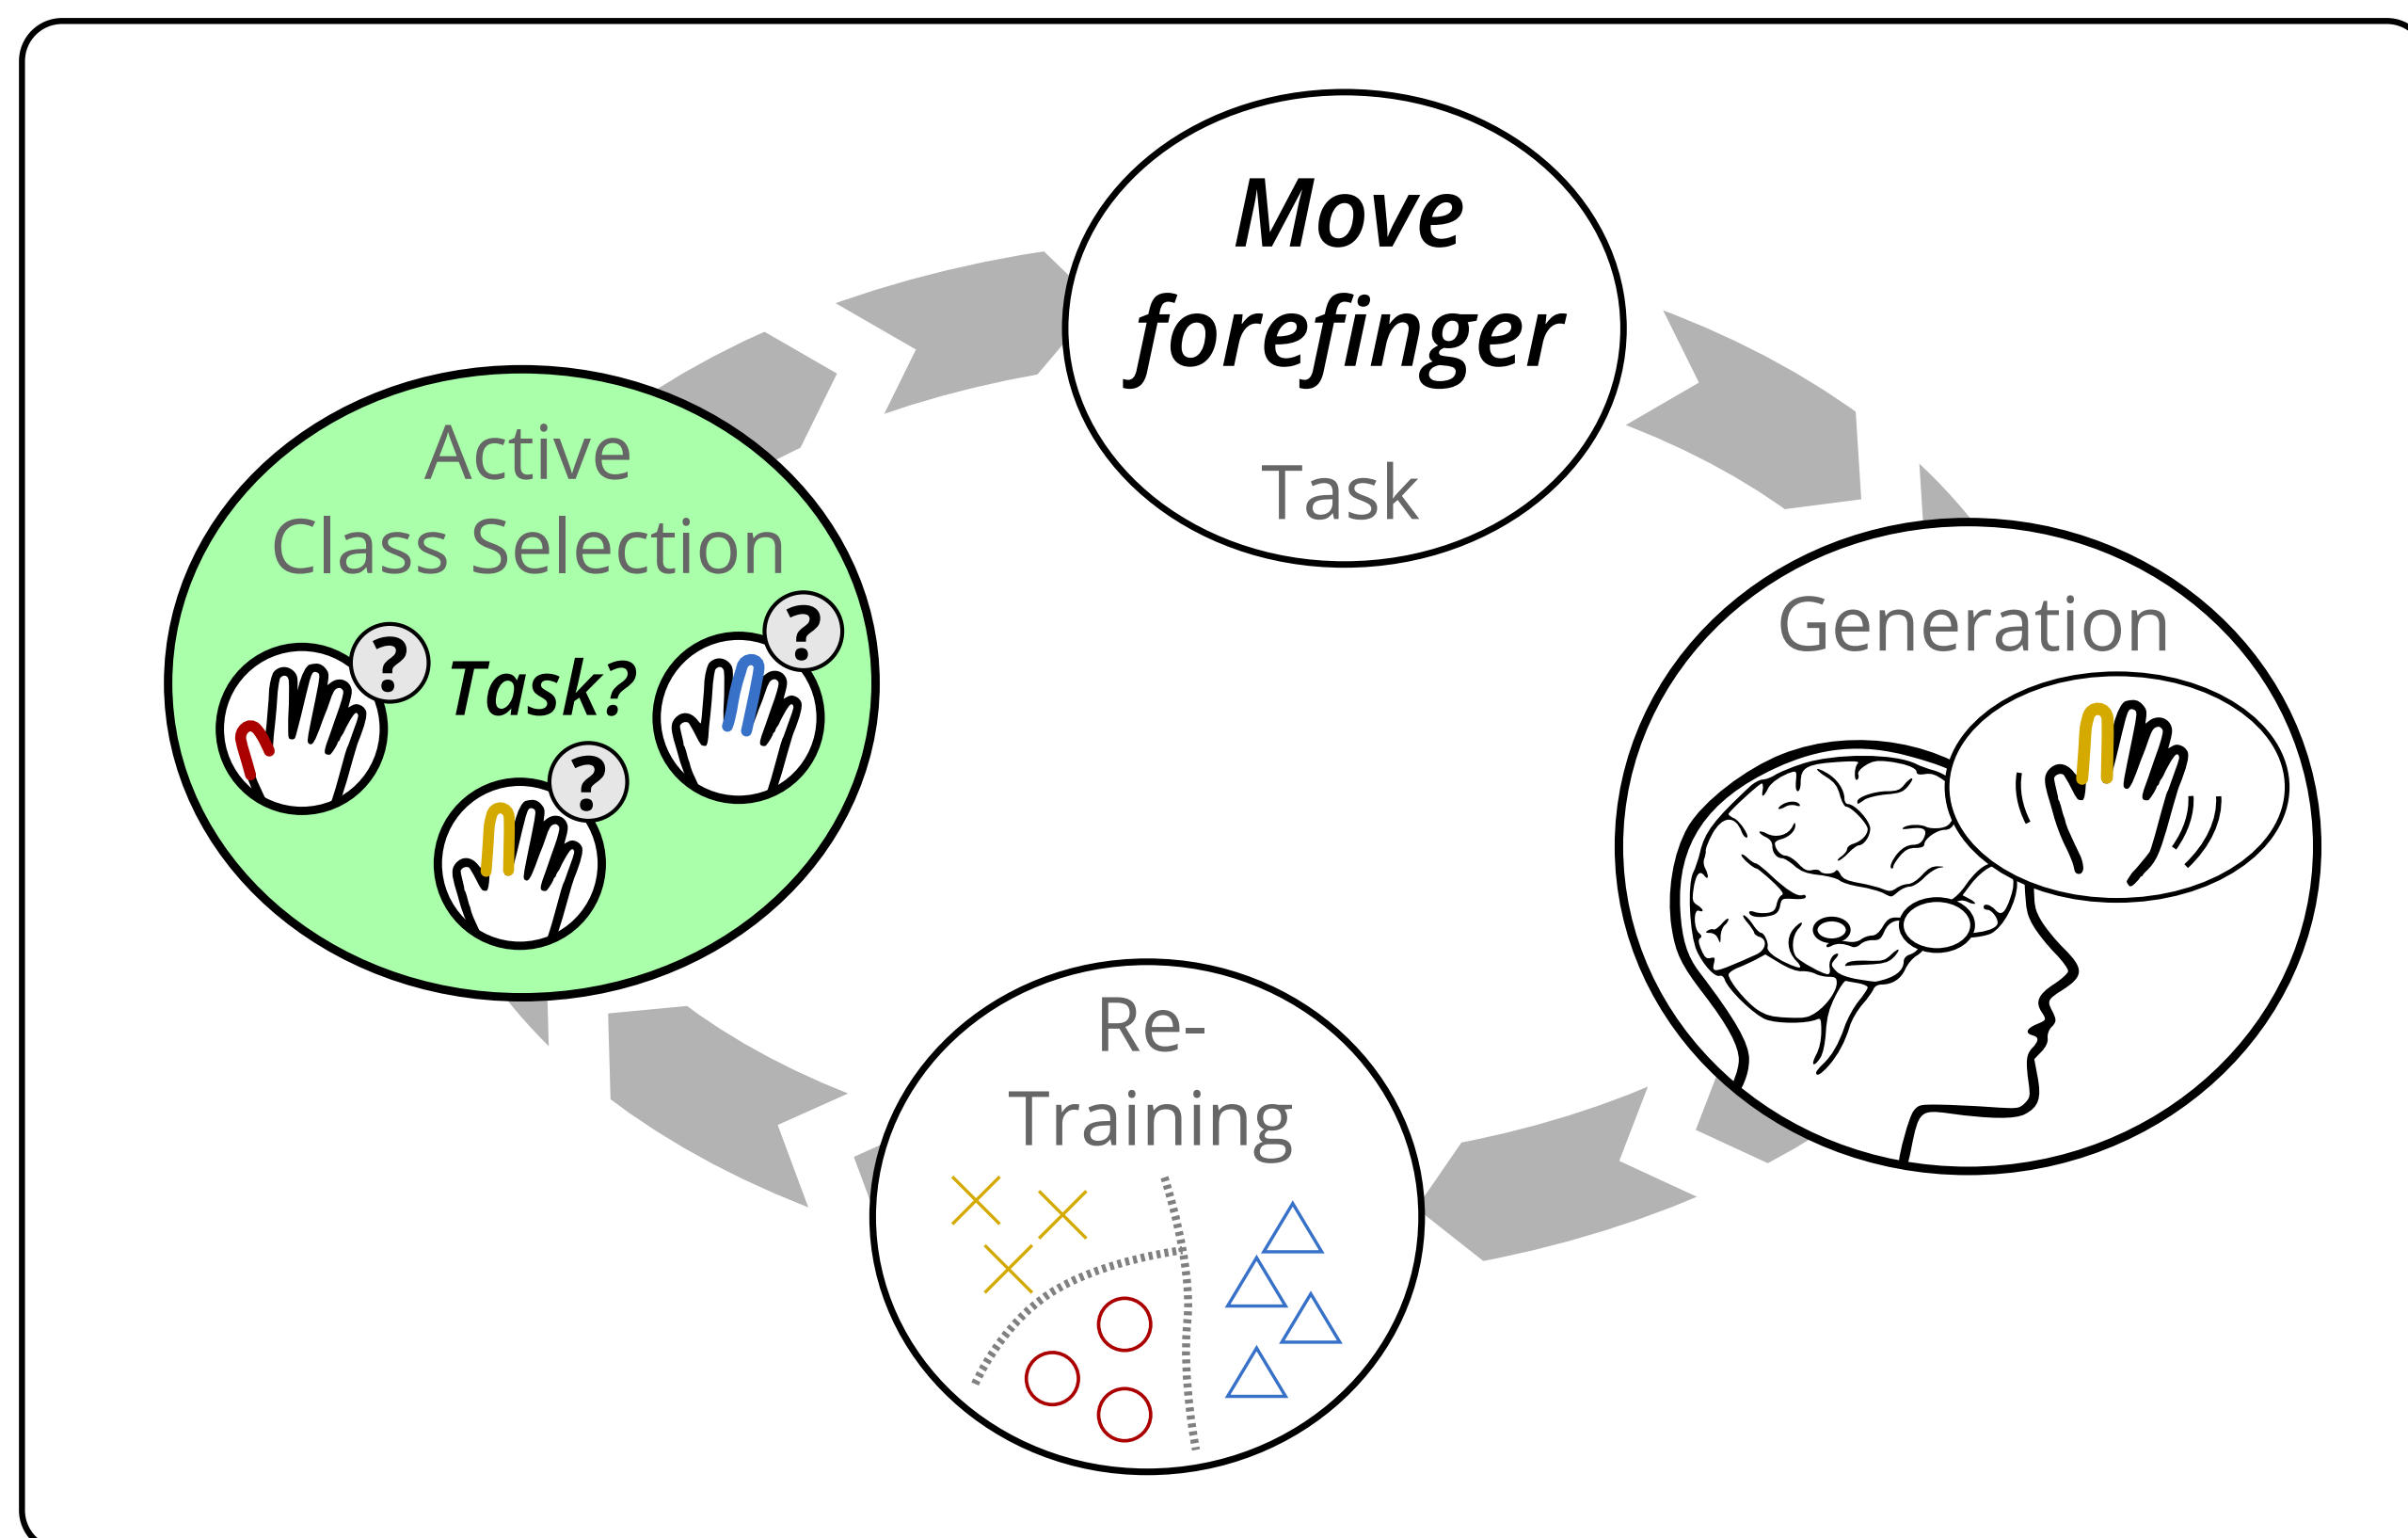 Move
forefinger
Task
Active
Class Selection
?
?
Task?
?
Generation
Re-
Training